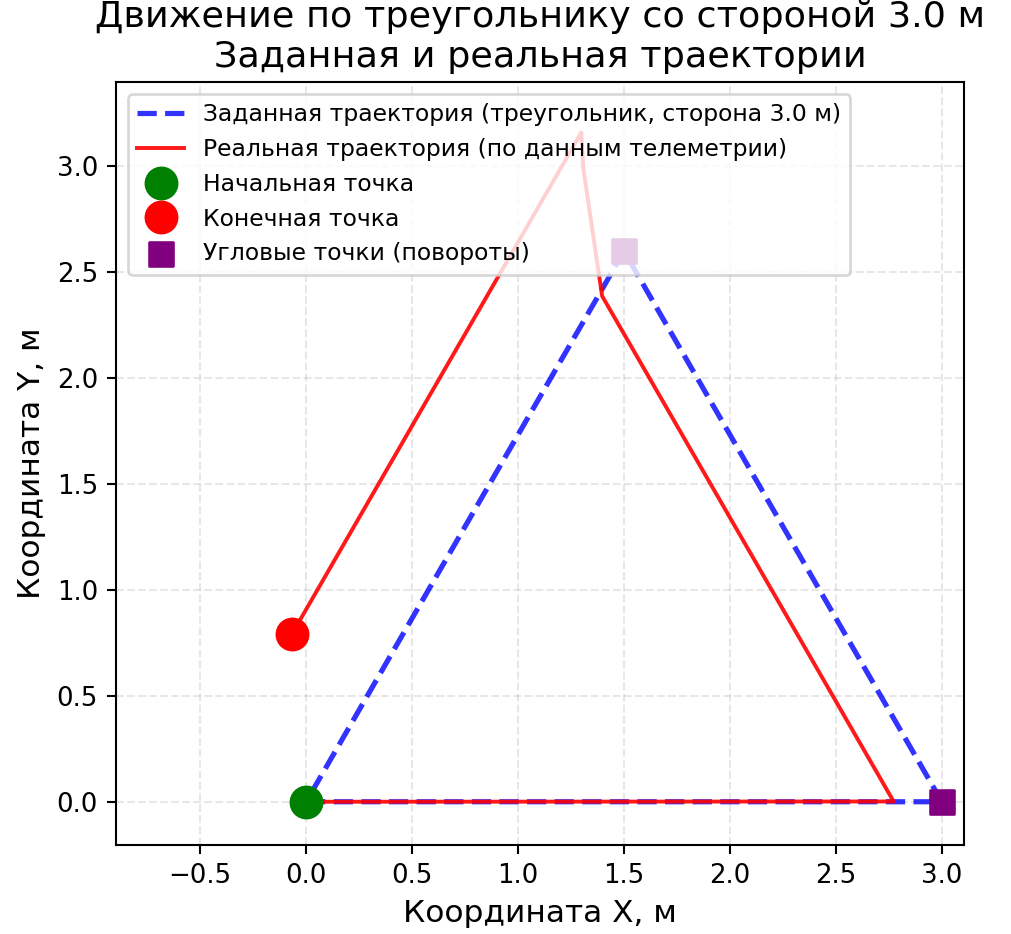 Движение по треугольнику со стороной 3.0 м
Заданная и реальная траектории
Заданная траектория (треугольник, сторона 3.0 м)
Реальная траектория (по данным телеметрии)
Начальная точка
Конечная точка
Угловые точки (повороты)
Координата Y, м
3.0
2.5
2.0
1.5
1.0
0.5
0.0
−0.5 0.0 0.5 1.0 1.5 2.0 2.5 3.0
Координата X, м